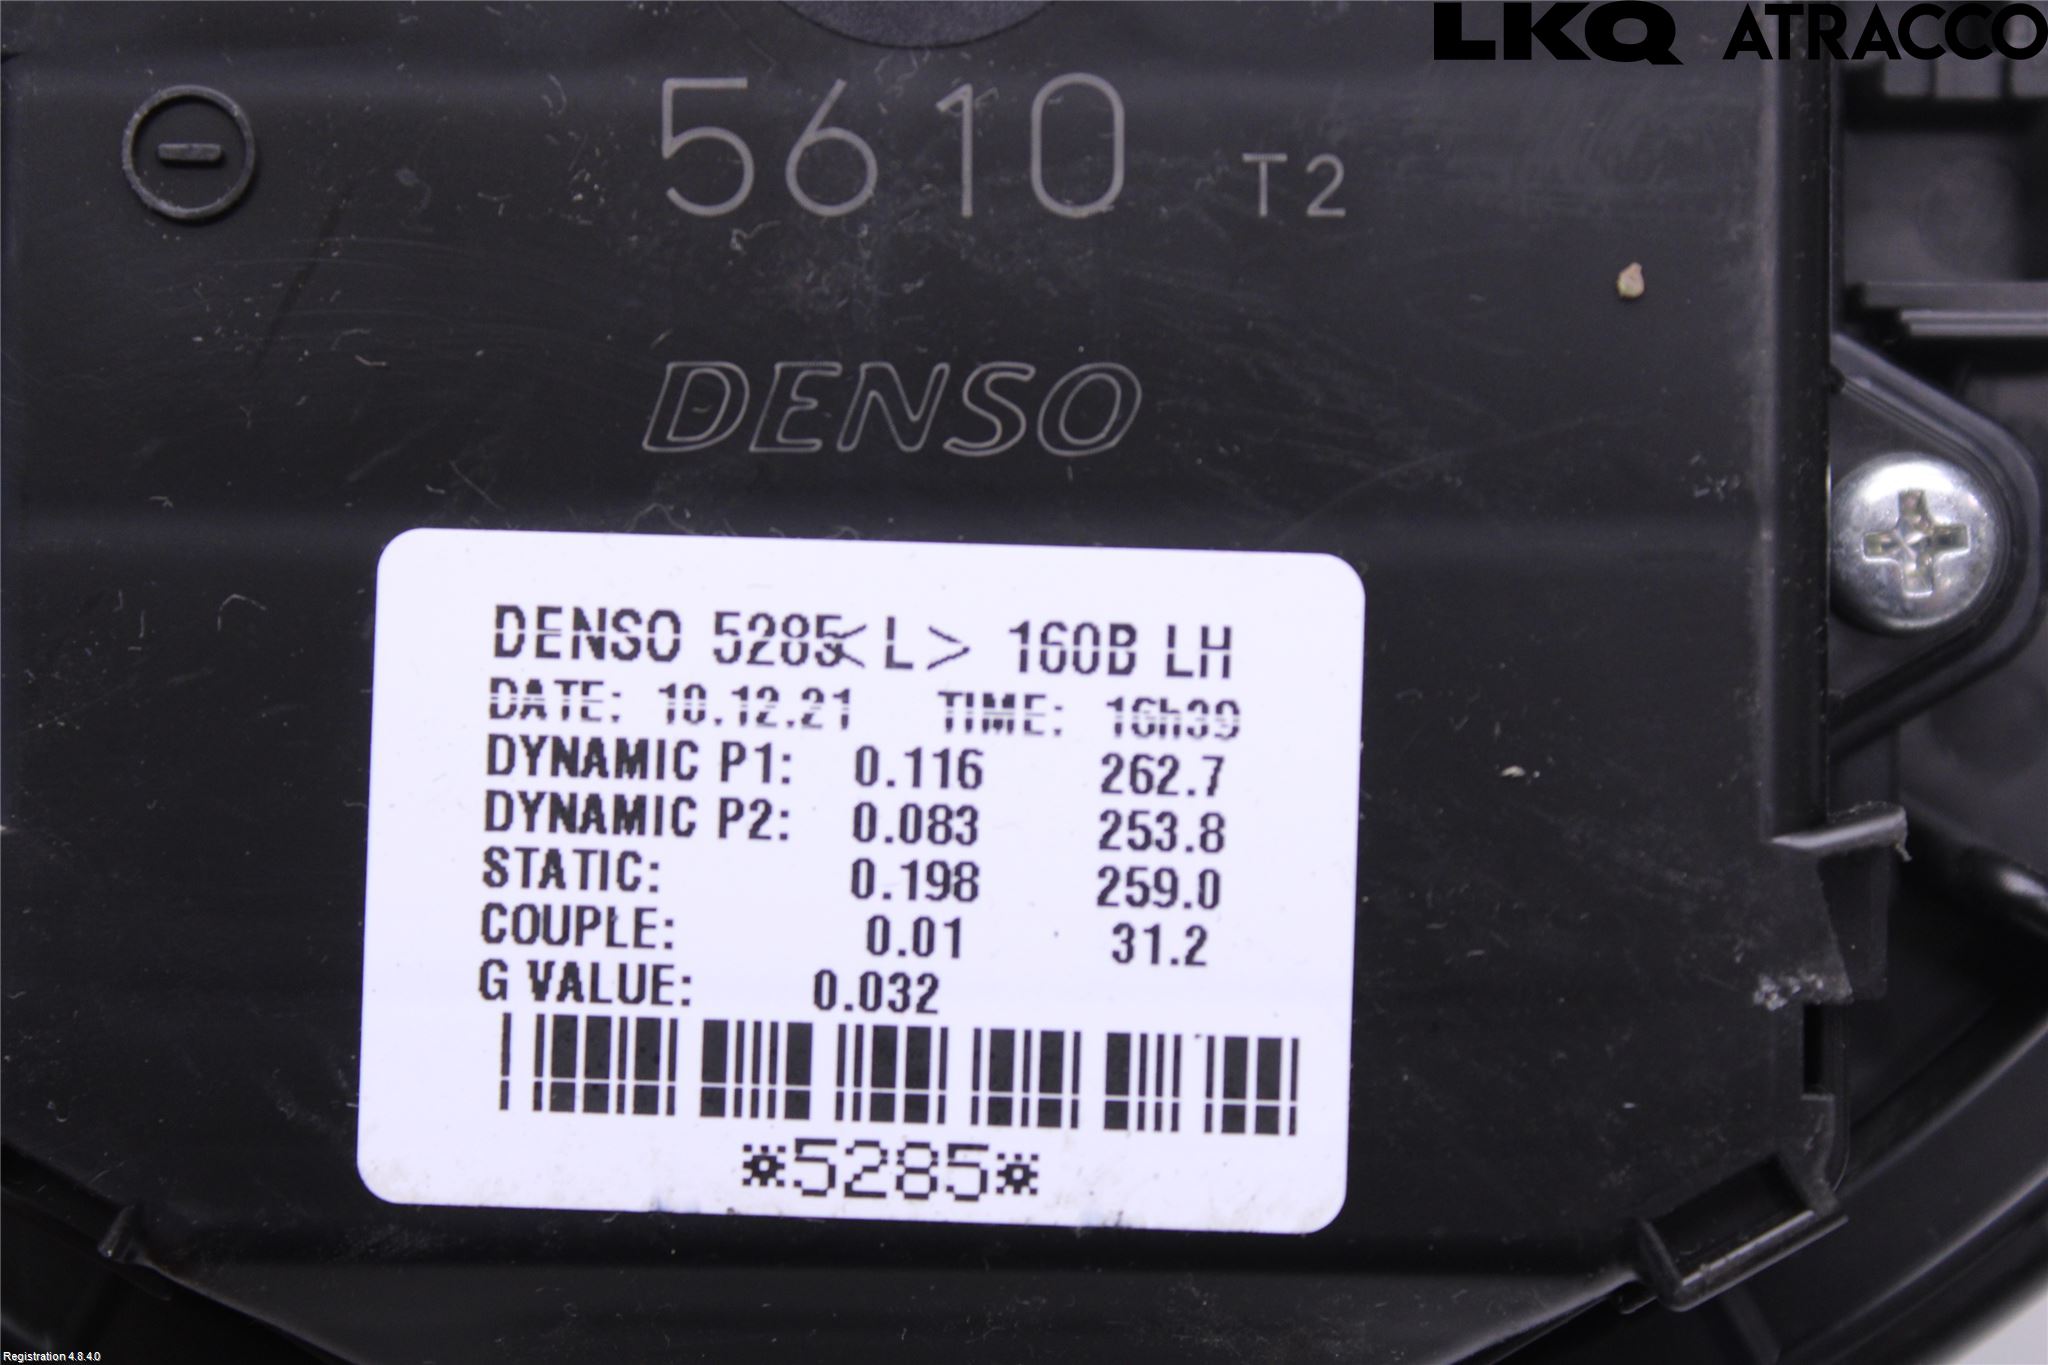 LKQ ATRACCO
5610 T2
DENSO
DENSO 5285<L> 160B LH
DATE: 10.12.21 TIME: 16h39
DYNAMIC P1: 0.116 262.7
DYNAMIC P2: 0.083 253.8
STATIC: 0.198 259.0
COUPLE: 0.01 31.2
G VALUE: 0.032
*5285*
Registration 4.8.4.0